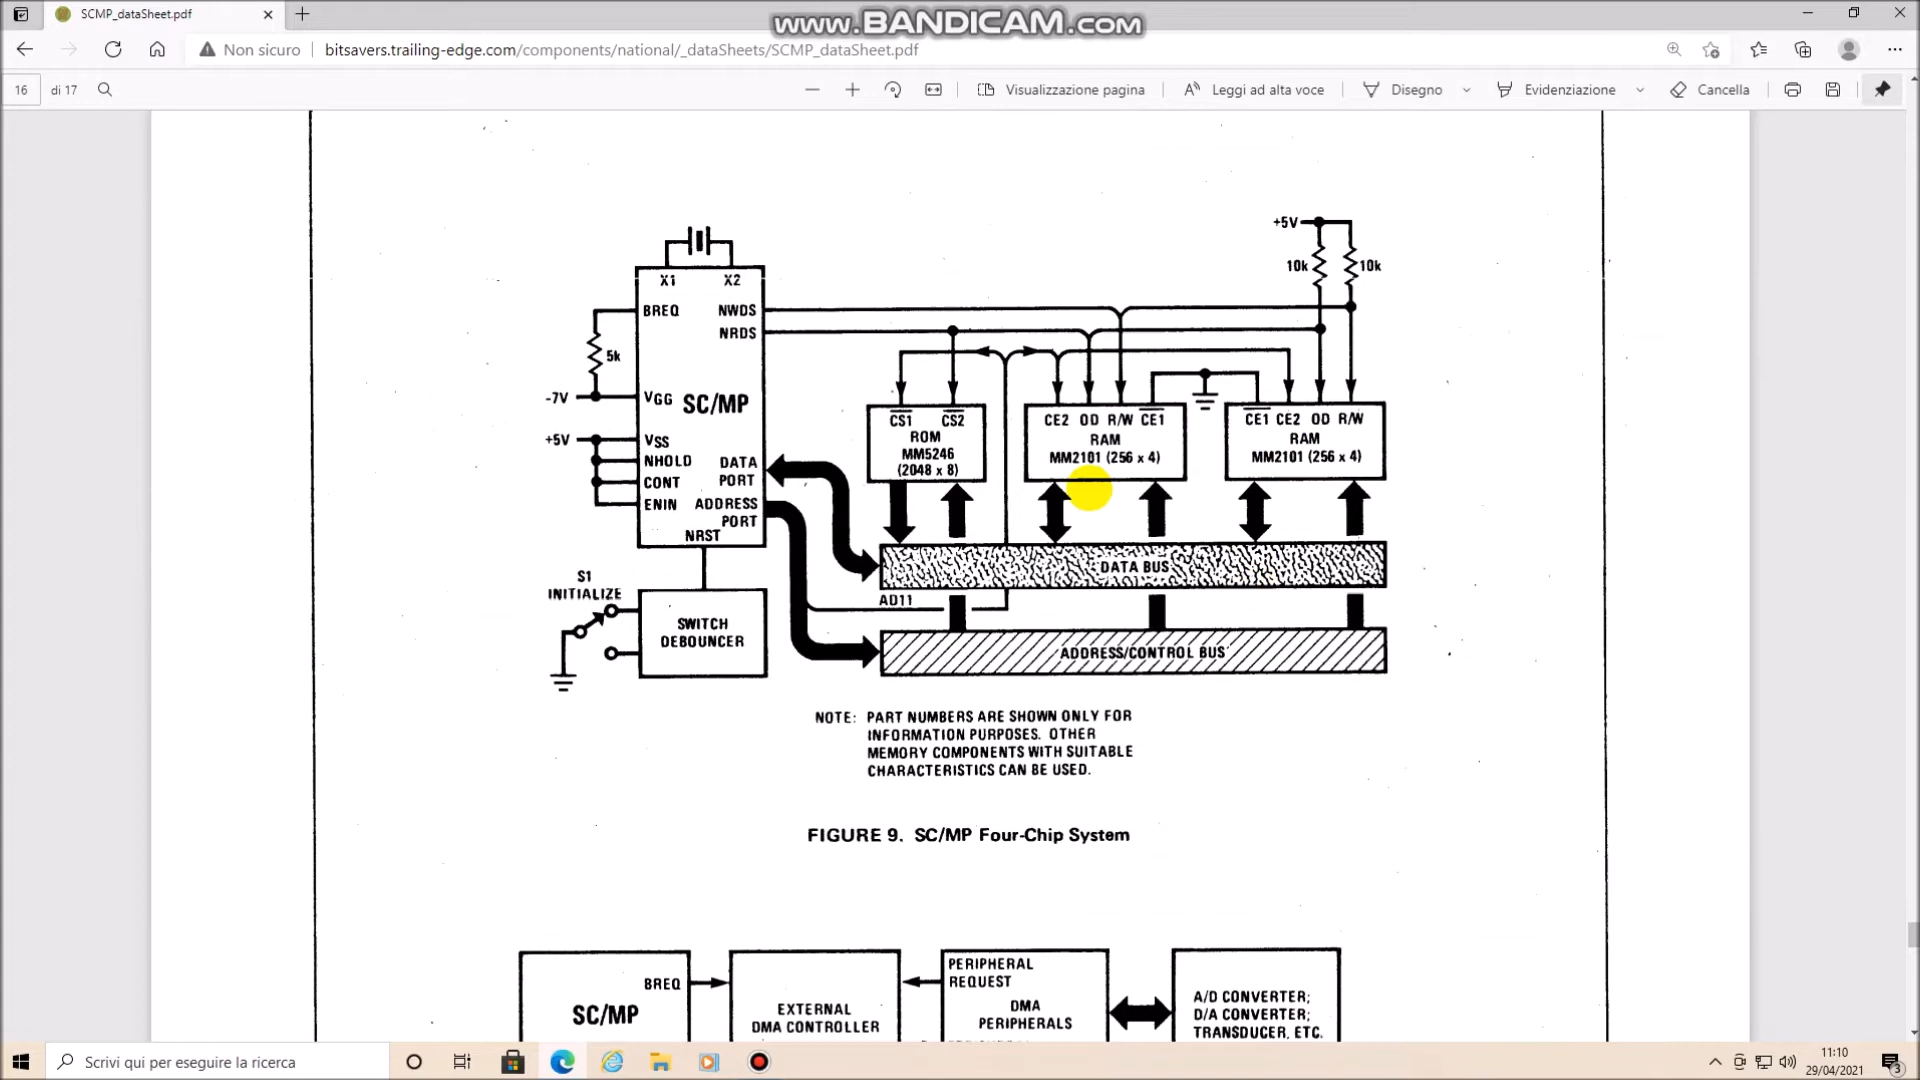 SCMP_dataSheet.pdf
www.BANDICAM.com
Non sicuro
bitsavers.trailing-edge.com/components/national/_dataSheets/SCMP_dataSheet.pdf
16 di 17
Visualizzazione pagina
Leggi ad alta voce
Disegno
Evidenziazione
Cancella
+5V
10k
10k
X1
X2
BREQ
NWDS
NRDS
5k
-7V
VGG
SC/MP
+5V
VSS
NHOLD
CONT
ENIN
DATA
PORT
ADDRESS
PORT
NRST
CS1 CS2
ROM
MM5246
(2048 x 8)
CE2 OD R/W CE1
RAM
MM2101 (256 x 4)
CE1 CE2 OD R/W
RAM
MM2101 (256 x 4)
DATA BUS
AD11
S1
INITIALIZE
SWITCH
DEBOUNCER
ADDRESS/CONTROL BUS
NOTE: PART NUMBERS ARE SHOWN ONLY FOR
INFORMATION PURPOSES. OTHER
MEMORY COMPONENTS WITH SUITABLE
CHARACTERISTICS CAN BE USED.
FIGURE 9. SC/MP Four-Chip System
BREQ
SC/MP
EXTERNAL
DMA CONTROLLER
PERIPHERAL
REQUEST
DMA
PERIPHERALS
A/D CONVERTER;
D/A CONVERTER;
TRANSDUCER, ETC.
Scrivi qui per eseguire la ricerca
11:10
29/04/2021
3